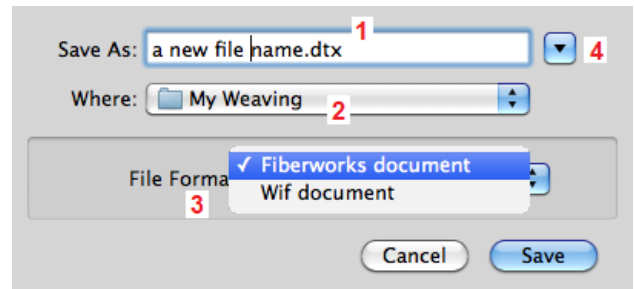 1
Save As: a new file name.dtx 4
Where: My Weaving
2
✓ Fiberworks document
File Forma
Wif document
3
Cancel Save